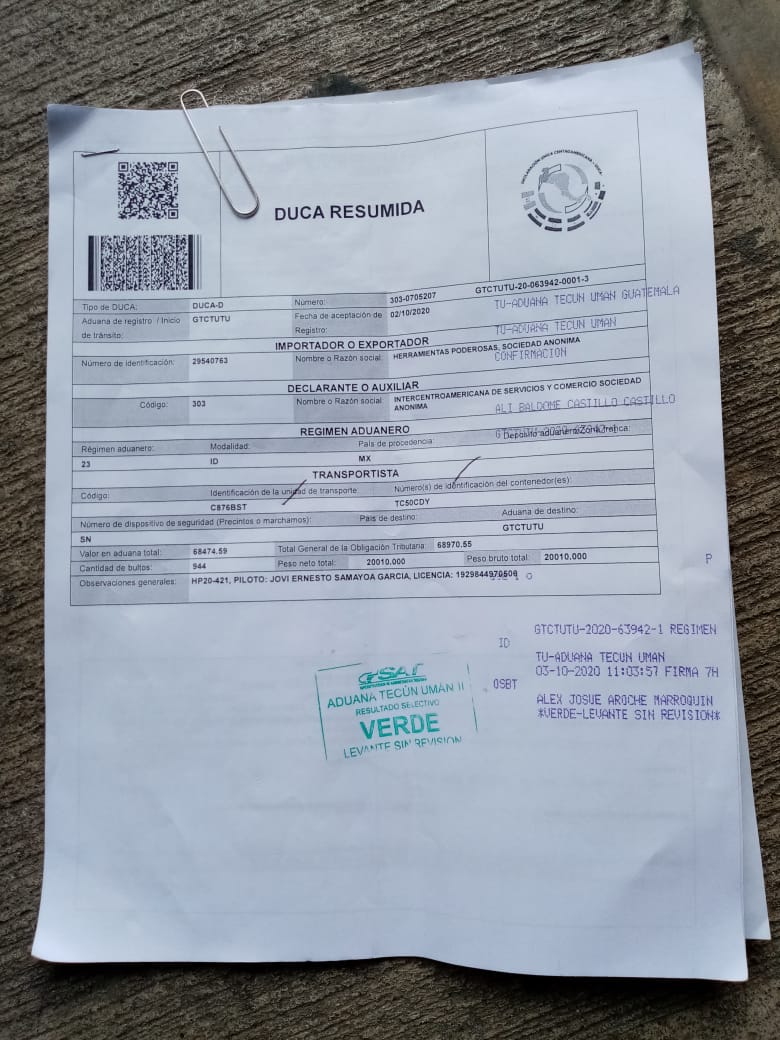 DECLARACIÓN ÚNICA CENTROAMERICANA - DUCA -
DUCA RESUMIDA
Tipo de DUCA: DUCA-D Número: 303-0705207 GTCTUTU-20-063942-0001-3
TU-ADUANA TECUN UMAN GUATEMALA
Aduana de registro / Inicio de tránsito: GTCTUTU Fecha de aceptación de Registro: 02/10/2020
TU-ADUANA TECUN UMAN
IMPORTADOR O EXPORTADOR
Número de Identificación: 29540763 Nombre o Razón social: HERRAMIENTAS PODEROSAS, SOCIEDAD ANONIMA
CONFIRMACION
DECLARANTE O AUXILIAR
Código: 303 Nombre o Razón social: INTERCENTROAMERICANA DE SERVICIOS Y COMERCIO SOCIEDAD
ANONIMA
ALI BALDOME CASTILLO CASTILLO
REGIMEN ADUANERO
Régimen aduanero: Modalidad: País de procedencia: Depósito aduanero/Zona franca:
23 ID MX
TRANSPORTISTA
Código: Identificación de la unidad de transporte: Número(s) de identificación del contenedor(es):
C876BST TC50CDY
Número de dispositivo de seguridad (Precintos o marchamos): País de destino: Aduana de destino:
SN GTCTUTU
Valor en aduana total: 68474.59 Total General de la Obligación Tributaria: 68970.55
Cantidad de bultos: 944 Peso neto total: 20010.000 Peso bruto total: 20010.000
Observaciones generales: HP20-421, PILOTO: JOVI ERNESTO SAMAYOA GARCIA, LICENCIA: 1929844970506
P
GTCTUTU-2020-63942-1 REGIMEN
ID
TU-ADUANA TECUN UMAN
03-10-2020 11:03:57 FIRMA 7H
OSBT
ALEX JOSUE AROCHE MARROQUIN
*VERDE-LEVANTE SIN REVISION*
SAT
ADUANA TECÚN UMAN II
RESULTADO SELECTIVO
VERDE
LEVANTE SIN REVISION